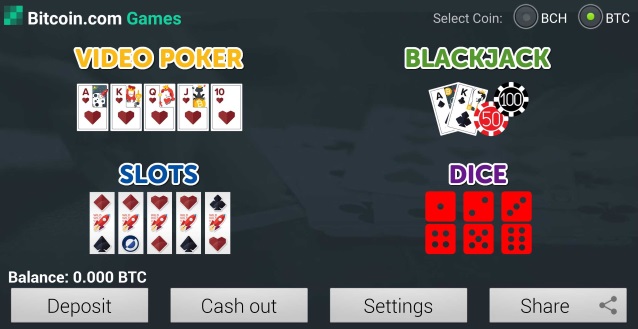 Bitcoin.com Games
Select Coin: BCH BTC
VIDEO POKER
A K Q J 10
BLACKJACK
A K 50 100
SLOTS
DICE
Balance: 0.000 BTC
Deposit
Cash out
Settings
Share